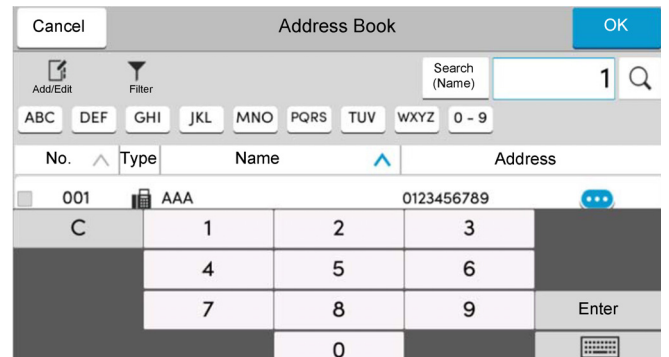 Cancel Address Book OK
Search
(Name) 1
Add/Edit Filter
ABC DEF GHI JKL MNO PQRS TUV WXYZ 0 - 9
No. Type Name Address
001 AAA 0123456789
C 1 2 3
4 5 6
7 8 9 Enter
0